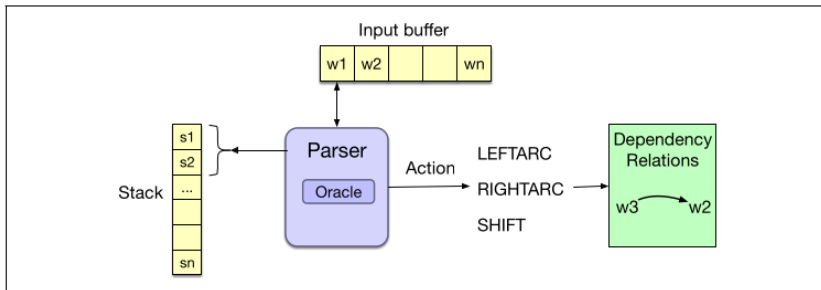 Input buffer
w1 w2 wn
s1
s2
...
sn
Stack
Parser
Oracle
Action
LEFTARC
RIGHTARC
SHIFT
Dependency
Relations
w3 w2